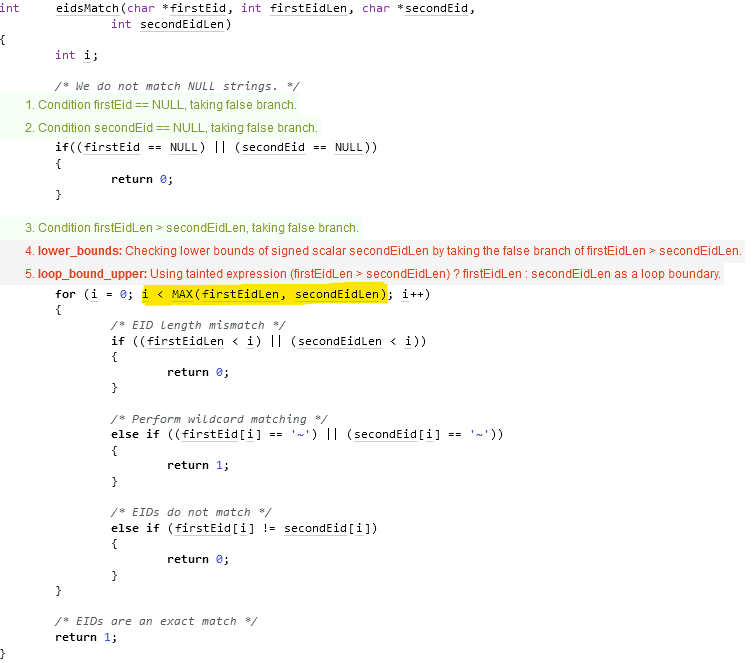 int eidsMatch(char *firstEid, int firstEidLen, char *secondEid,
int secondEidLen)
{
int i;
/* We do not match NULL strings. */
1. Condition firstEid == NULL, taking false branch.
2. Condition secondEid == NULL, taking false branch.
if((firstEid == NULL) || (secondEid == NULL))
{
return 0;
}
3. Condition firstEidLen > secondEidLen, taking false branch.
4. lower_bounds: Checking lower bounds of signed scalar secondEidLen by taking the false branch of firstEidLen > secondEidLen.
5. loop_bound_upper: Using tainted expression (firstEidLen > secondEidLen) ? firstEidLen : secondEidLen as a loop boundary.
for (i = 0; i < MAX(firstEidLen, secondEidLen); i++)
{
/* EID length mismatch */
if ((firstEidLen < i) || (secondEidLen < i))
{
return 0;
}
/* Perform wildcard matching */
else if ((firstEid[i] == '~') || (secondEid[i] == '~'))
{
return 1;
}
/* EIDs do not match */
else if (firstEid[i] != secondEid[i])
{
return 0;
}
}
/* EIDs are an exact match */
return 1;
}